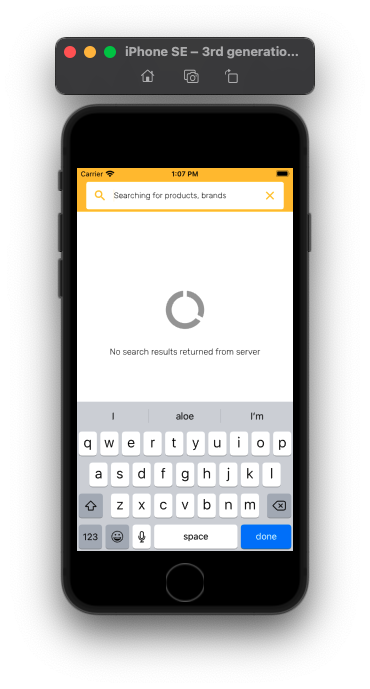 iPhone SE – 3rd generatio...
Carrier 1:07 PM
Searching for products, brands
No search results returned from server
I aloe I'm
q w e r t y u i o p
a s d f g h j k l
z x c v b n m
123 space done